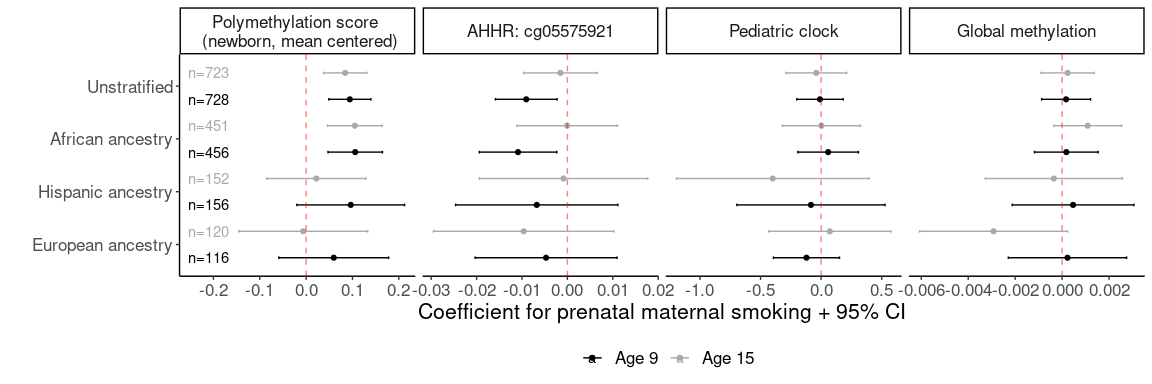 Polymethylation score
(newborn, mean centered)
AHHR: cg05575921
Pediatric clock
Global methylation
Unstratified
n=723
n=728
African ancestry
n=451
n=456
Hispanic ancestry
n=152
n=156
European ancestry
n=120
n=116
-0.2 -0.1 0.0 0.1 0.2
-0.03 -0.02 -0.01 0.00 0.01 0.02
-1.0 -0.5 0.0 0.5
-0.006 -0.004 -0.002 0.000 0.002
Coefficient for prenatal maternal smoking + 95% CI
a Age 9 a Age 15